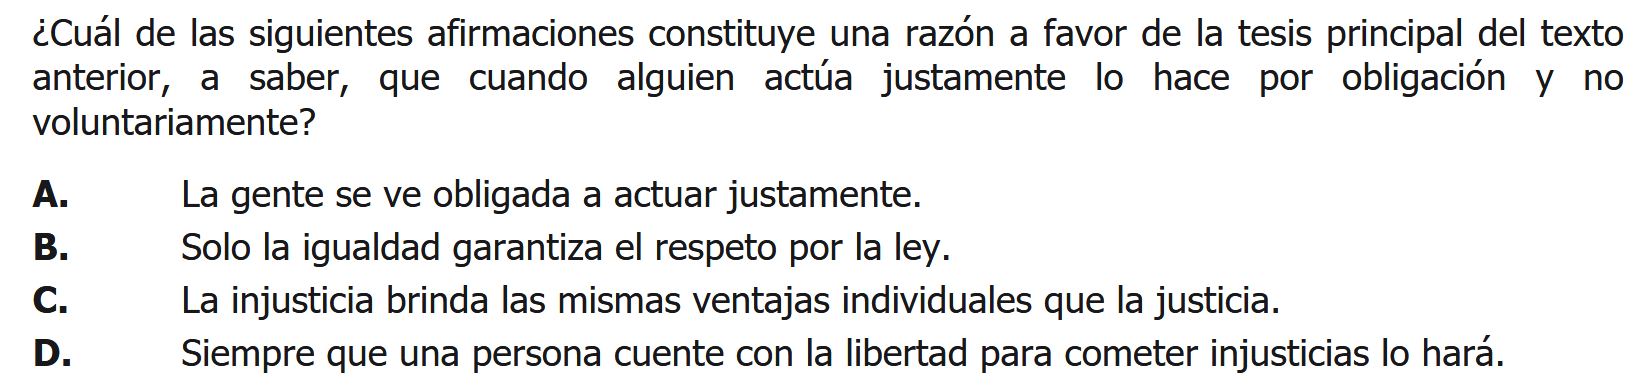 ¿Cuál de las siguientes afirmaciones constituye una razón a favor de la tesis principal del texto
anterior, a saber, que cuando alguien actúa justamente lo hace por obligación y no
voluntariamente?
A. La gente se ve obligada a actuar justamente.
B. Solo la igualdad garantiza el respeto por la ley.
C. La injusticia brinda las mismas ventajas individuales que la justicia.
D. Siempre que una persona cuente con la libertad para cometer injusticias lo hará.